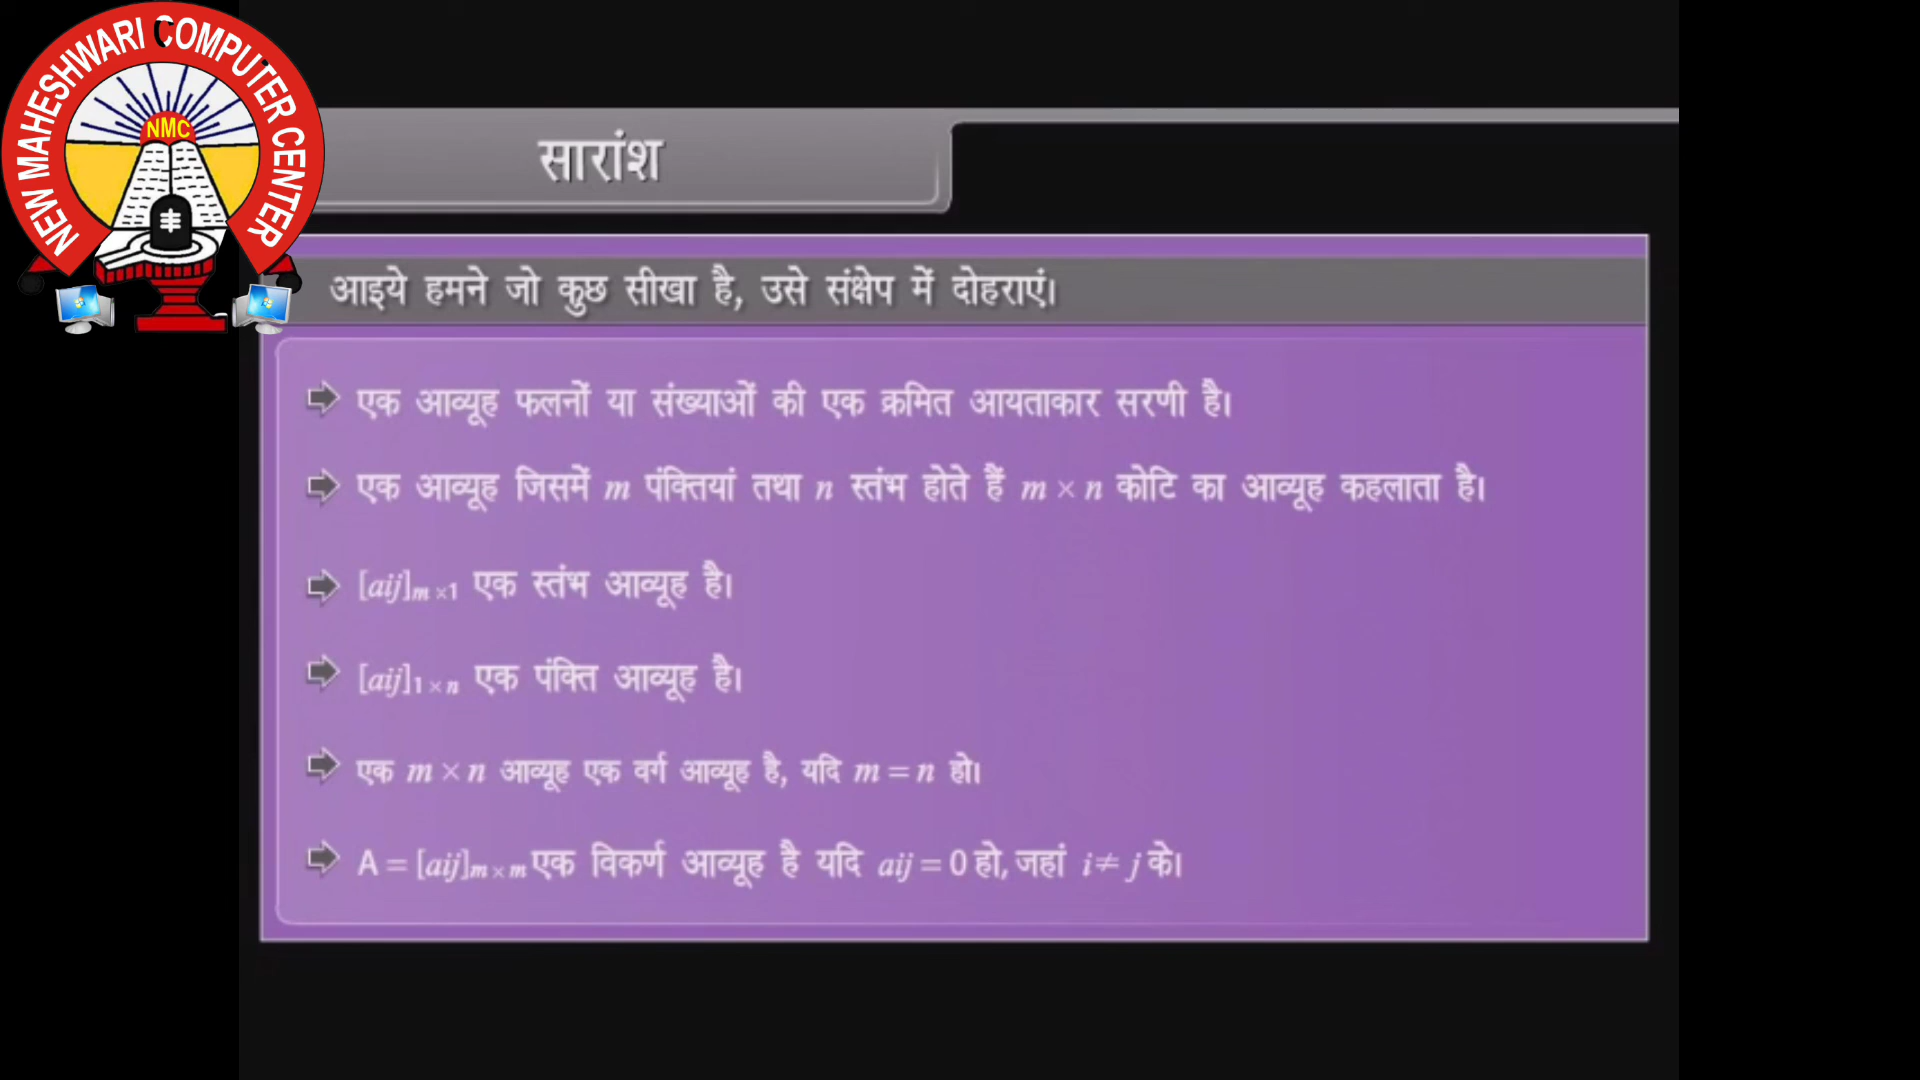 NEW MAHESHWARI COMPUTER CENTER
NMC
सारांश
आइये हमने जो कुछ सीखा है, उसे संक्षेप में दोहराएं।
एक आव्यूह फलनों या संख्याओं की एक क्रमित आयताकार सरणी है।
एक आव्यूह जिसमें m पंक्तियां तथा n स्तंभ होते हैं m × n कोटि का आव्यूह कहलाता है।
[aij]m ×1 एक स्तंभ आव्यूह है।
[aij]1 × n एक पंक्ति आव्यूह है।
एक m × n आव्यूह एक वर्ग आव्यूह है, यदि m = n हो।
A = [aij]m × m एक विकर्ण आव्यूह है यदि aij = 0 हो, जहां i ≠ j के।